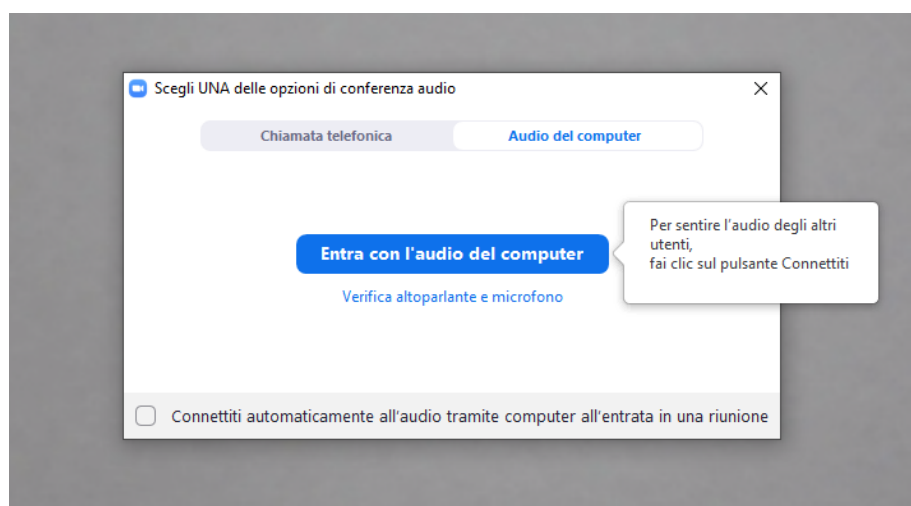 Scegli UNA delle opzioni di conferenza audio
Chiamata telefonica
Audio del computer
Entra con l'audio del computer
Per sentire l'audio degli altri
utenti,
fai clic sul pulsante Connettiti
Verifica altoparlante e microfono
Connettiti automaticamente all'audio tramite computer all'entrata in una riunione